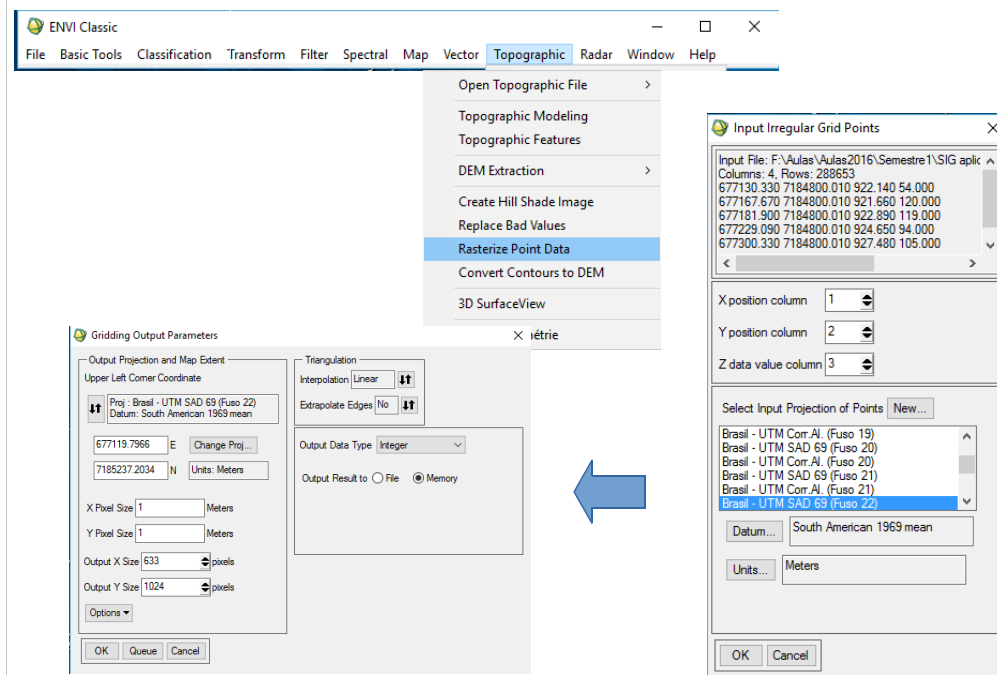 ENVI Classic
File Basic Tools Classification Transform Filter Spectral Map Vector Topographic Radar Window Help
Open Topographic File
Topographic Modeling
Topographic Features
DEM Extraction
Create Hill Shade Image
Replace Bad Values
Rasterize Point Data
Convert Contours to DEM
3D SurfaceView
étrie
Input Irregular Grid Points
Input File: F:\Aulas\Aulas2016\Semestre1\SIG aplic
Columns: 4, Rows: 288653
677130.330 7184800.010 922.140 54.000
677167.670 7184800.010 921.660 120.000
677181.900 7184800.010 922.890 119.000
677229.090 7184800.010 924.650 94.000
677300.330 7184800.010 927.480 105.000
X position column 1
Y position column 2
Z data value column 3
Select Input Projection of Points New...
Brasil - UTM Corr.Al. (Fuso 19)
Brasil - UTM SAD 69 (Fuso 20)
Brasil - UTM Corr.Al. (Fuso 20)
Brasil - UTM SAD 69 (Fuso 21)
Brasil - UTM Corr.Al. (Fuso 21)
Brasil - UTM SAD 69 (Fuso 22)
Datum... South American 1969 mean
Units... Meters
OK Cancel
Gridding Output Parameters
Output Projection and Map Extent
Upper Left Corner Coordinate
Proj : Brasil - UTM SAD 69 (Fuso 22)
Datum: South American 1969 mean
677119.7966 E Change Proj...
7185237.2034 N Units: Meters
X Pixel Size 1 Meters
Y Pixel Size 1 Meters
Output X Size 633 pixels
Output Y Size 1024 pixels
Options
OK Queue Cancel
Triangulation
Interpolation Linear
Extrapolate Edges No
Output Data Type Integer
Output Result to File Memory